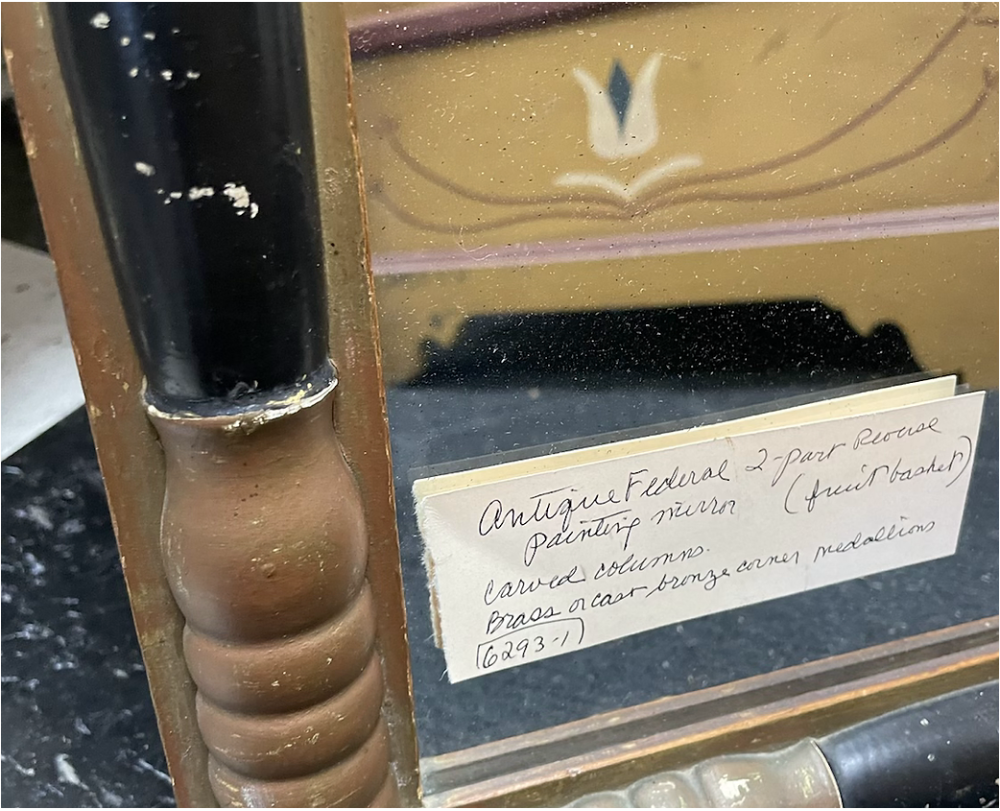 Antique Federal 2-part Reverse
painting mirror (fruit basket)
Carved columns.
Brass or cast bronze corner medallions
6293-1